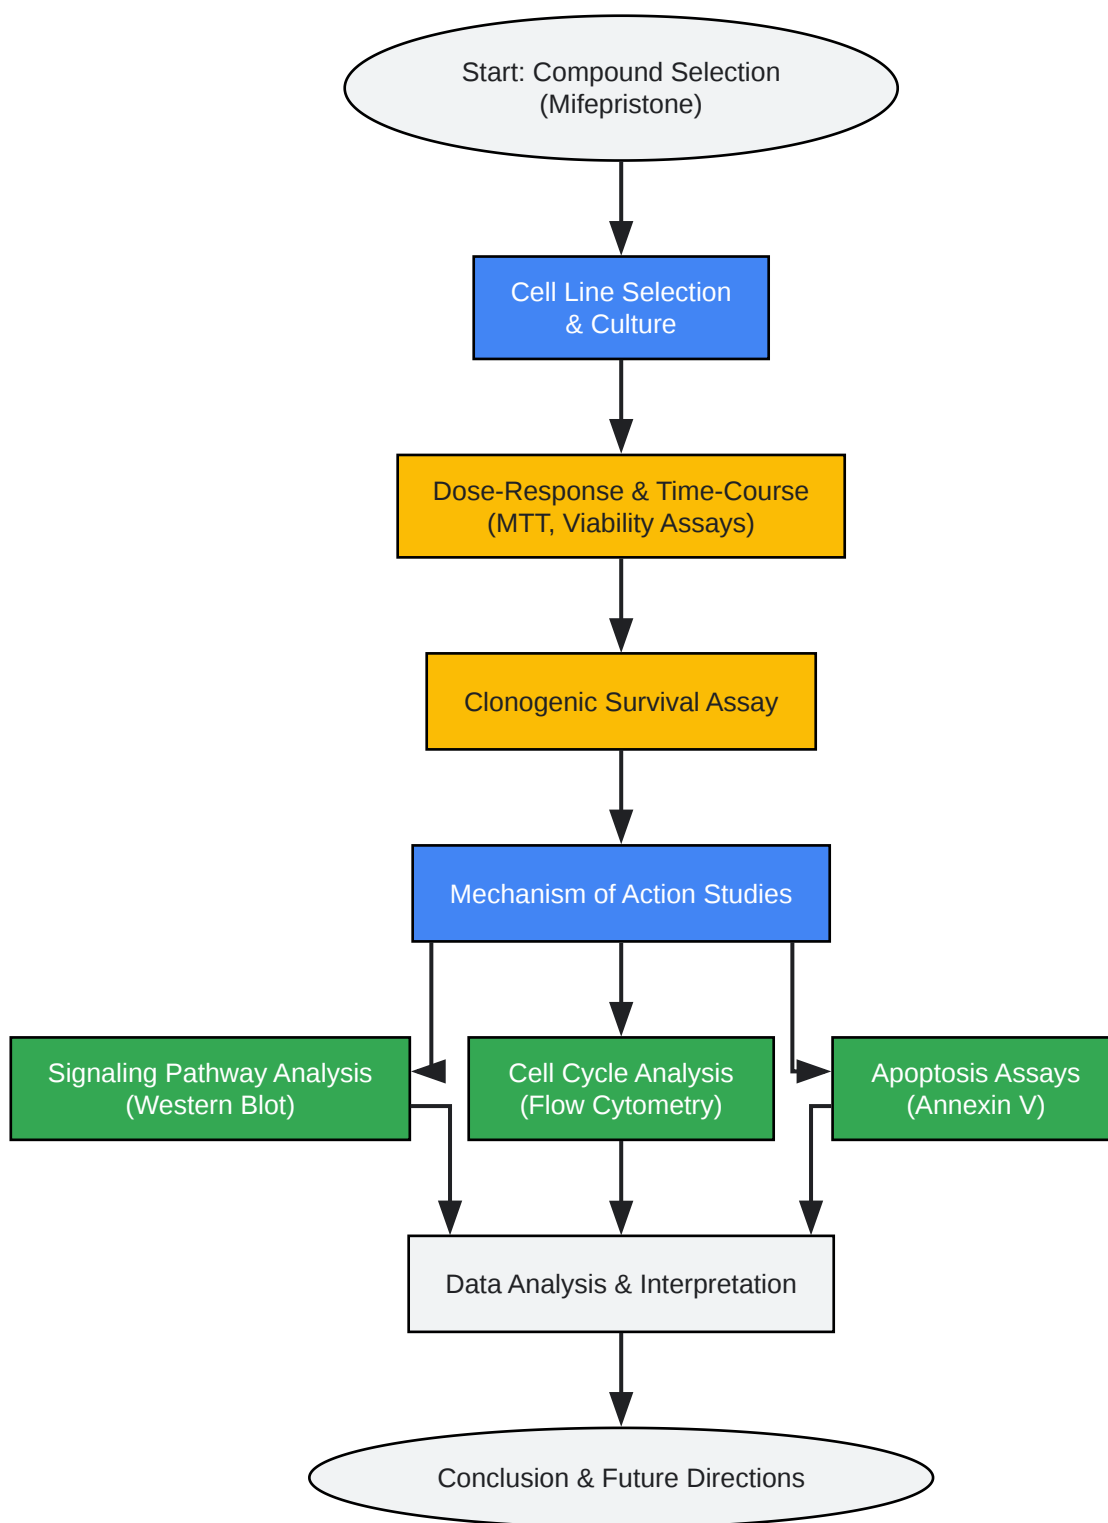 Start: Compound Selection
(Mifepristone)
Cell Line Selection
& Culture
Dose-Response & Time-Course
(MTT, Viability Assays)
Clonogenic Survival Assay
Mechanism of Action Studies
Signaling Pathway Analysis
(Western Blot)
Cell Cycle Analysis
(Flow Cytometry)
Apoptosis Assays
(Annexin V)
Data Analysis & Interpretation
Conclusion & Future Directions